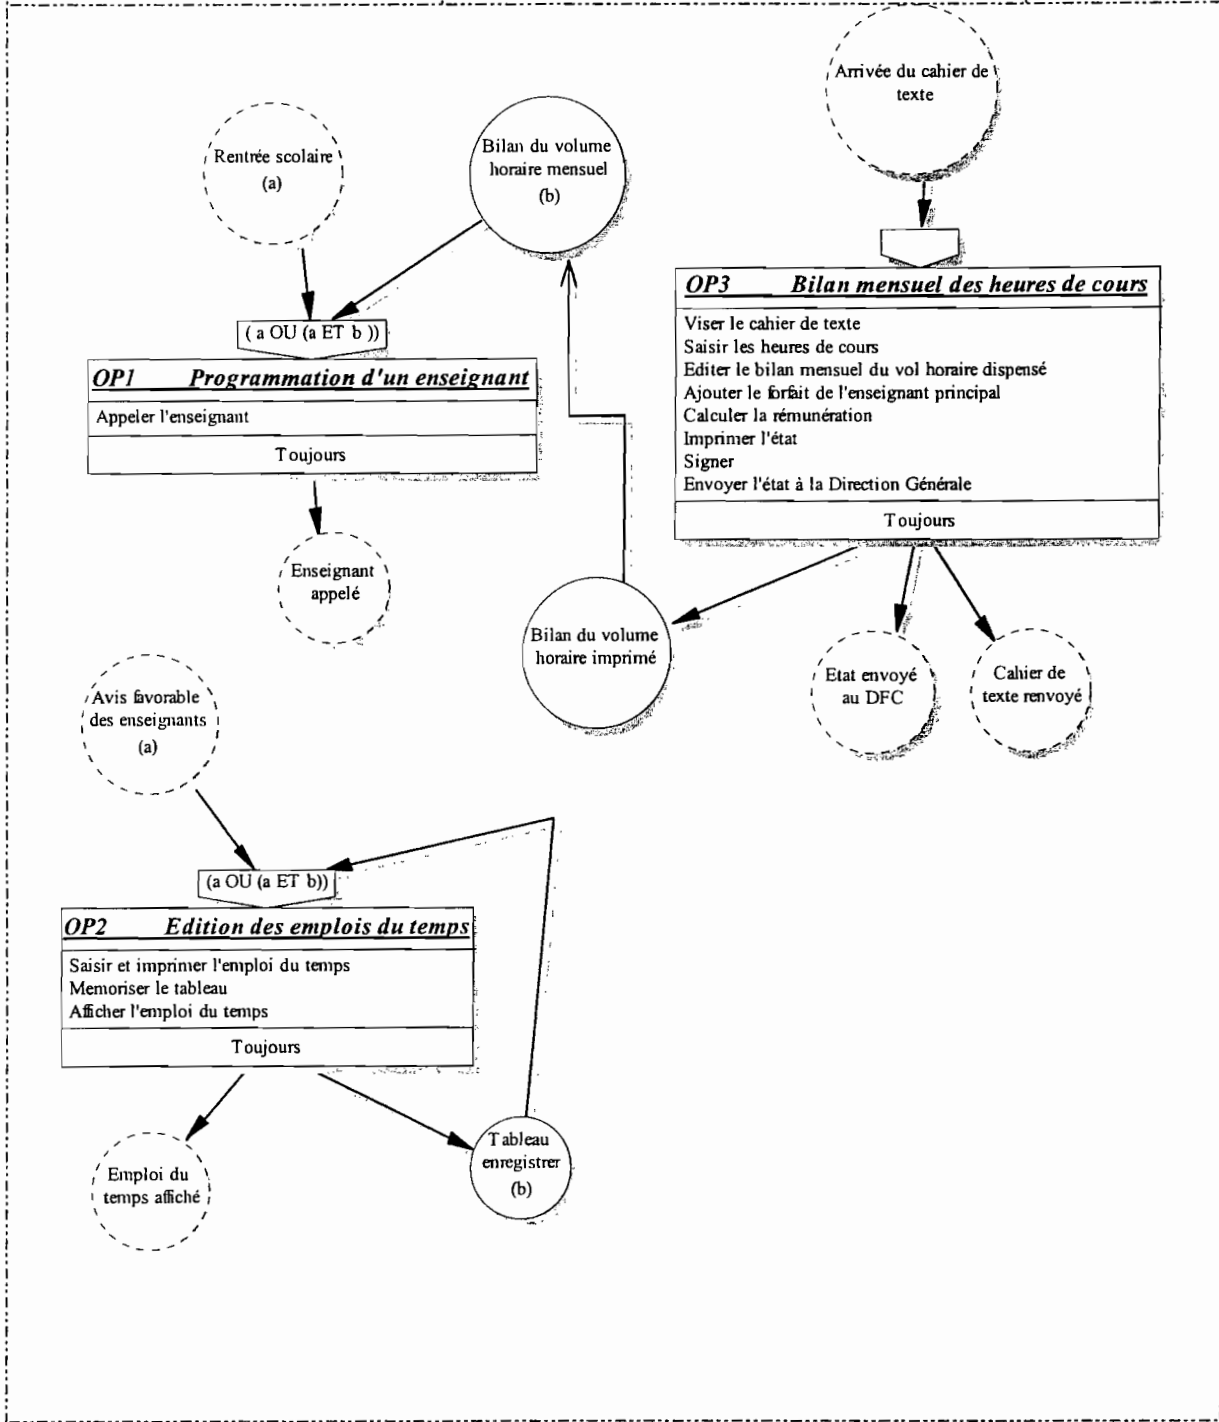 Arrivée du cahier de
texte
Rentrée scolaire
(a)
Bilan du volume
horaire mensuel
(b)
( a OU (a ET b ))
OP1 Programmation d'un enseignant
Appeler l'enseignant
Toujours
Enseignant
appelé
OP3 Bilan mensuel des heures de cours
Viser le cahier de texte
Saisir les heures de cours
Editer le bilan mensuel du vol horaire dispensé
Ajouter le forfait de l'enseignant principal
Calculer la rémunération
Imprimer l'état
Signer
Envoyer l'état à la Direction Générale
Toujours
Bilan du volume
horaire imprimé
Etat envoyé
au DFC
Cahier de
texte renvoyé
Avis favorable
des enseignants
(a)
(a OU (a ET b))
OP2 Edition des emplois du temps
Saisir et imprimer l'emploi du temps
Memoriser le tableau
Afficher l'emploi du temps
Toujours
Emploi du
temps affiché
Tableau
enregistrer
(b)